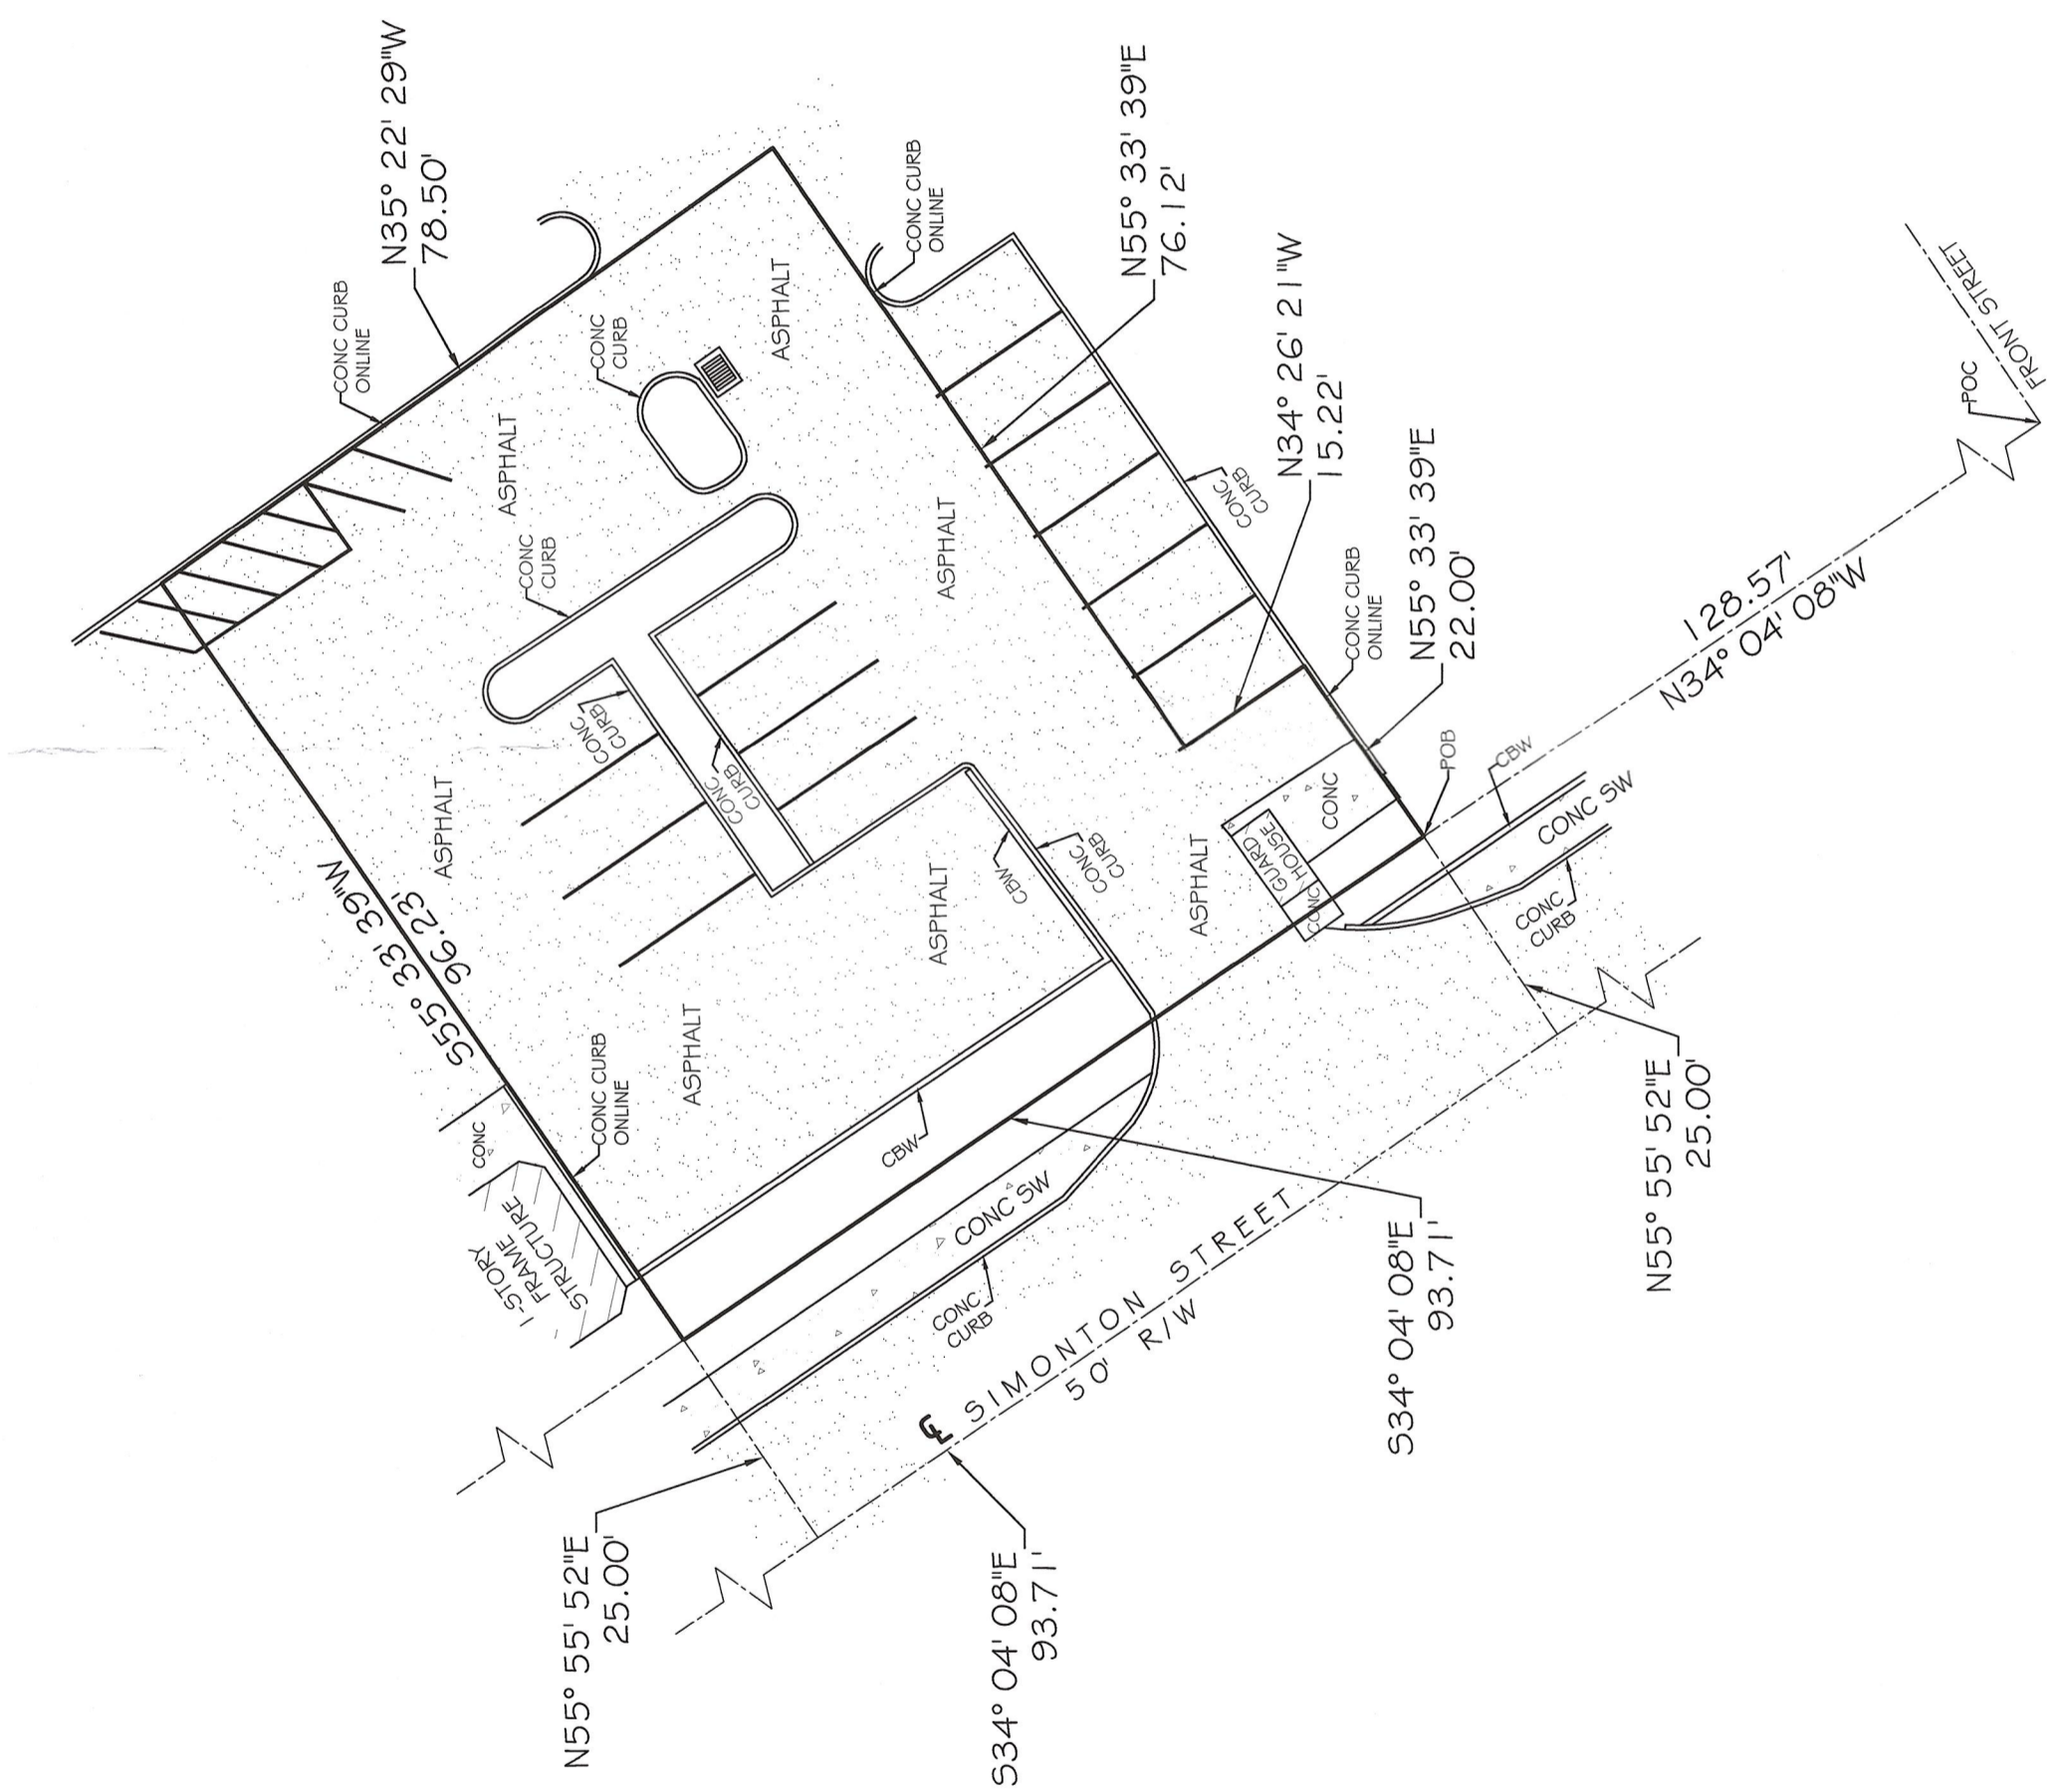 N35° 22' 29"W
78.50'
CONC CURB
ONLINE
CONC CURB
ONLINE
N55° 33' 39"E
76.12'
CONC
CURB
ASPHALT
ASPHALT
CONC
CURB
ASPHALT
CONC
CURB
N34° 26' 21"W
15.22'
CONC CURB
ONLINE
N55° 33' 39"E
22.00'
POC
FRONT STREET
128.57'
N34° 04' 08"W
POB
CBW
CONC SW
CONC
CURB
CONC
CURB
CONC
CURB
ASPHALT
S55° 33' 39"W
96.23'
ASPHALT
CBW
CONC
CURB
ASPHALT
GUARD
HOUSE
CONC
CONC
ASPHALT
CONC CURB
ONLINE
CONC
1-STORY
FRAME
STRUCTURE
CBW
CONC SW
CONC
CURB
SIMONTON STREET
50' R/W
CL
N55° 55' 52"E
25.00'
S34° 04' 08"E
93.71'
S34° 04' 08"E
93.71'
N55° 55' 52"E
25.00'